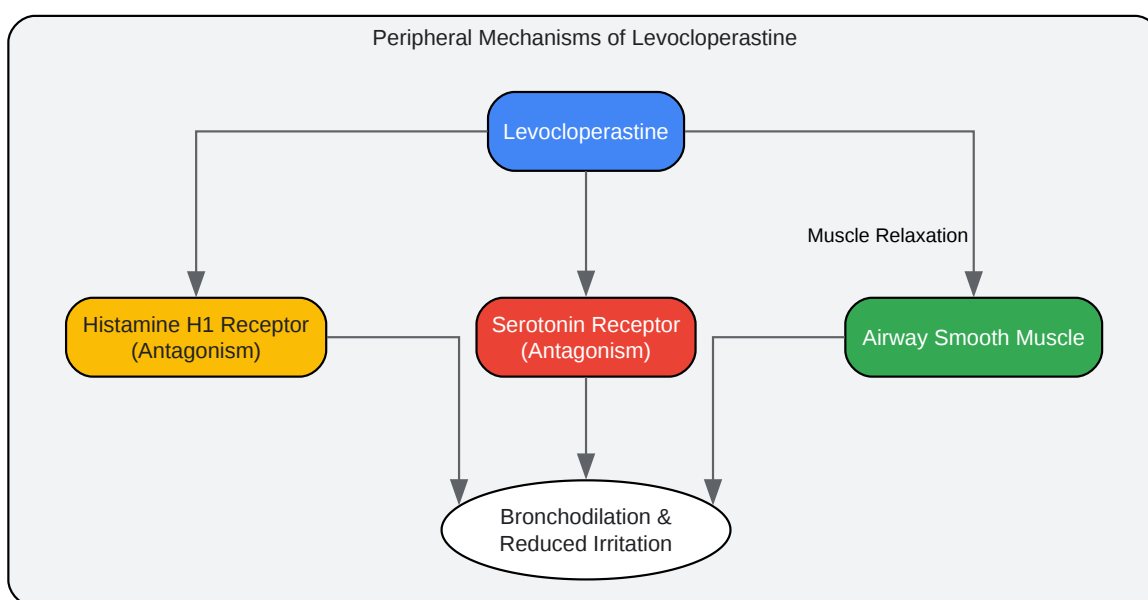 Peripheral Mechanisms of Levocloperastine
Levocloperastine
Muscle Relaxation
Histamine H1 Receptor
(Antagonism)
Serotonin Receptor
(Antagonism)
Airway Smooth Muscle
Bronchodilation &
Reduced Irritation